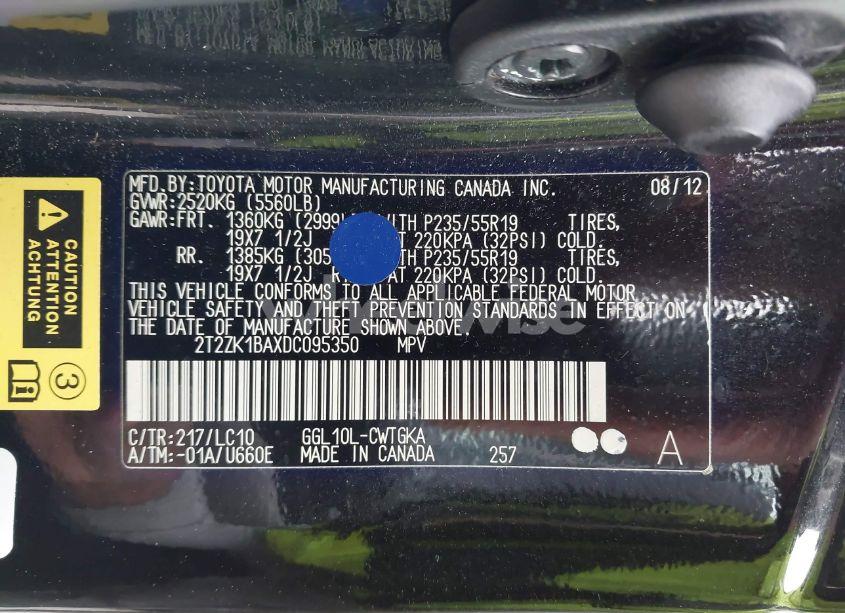 MFD.BY:TOYOTA MOTOR MANUFACTURING CANADA INC. 08/12
GVWR:2520KG (5560LB)
GAWR:FRT. 1360KG (2999 P235/55R19 TIRES,
19X7 1/2J AT 220KPA (32PSI) COLD.
RR. 1385KG (305 P235/55R19 TIRES,
19X7 1/2J AT 220KPA (32PSI) COLD.
THIS VEHICLE CONFORMS TO ALL APPLICABLE FEDERAL MOTOR
VEHICLE SAFETY AND THEFT PREVENTION STANDARDS IN EFFECT ON
THE DATE OF MANUFACTURE SHOWN ABOVE.
2T2ZK1BAXDC095350 MPV
C/TR:217/LC10 GGL10L-CWTGKA
A/TM:-01A/U660E MADE IN CANADA 257 A
CAUTION
ATTENTION
ACHTUNG
3